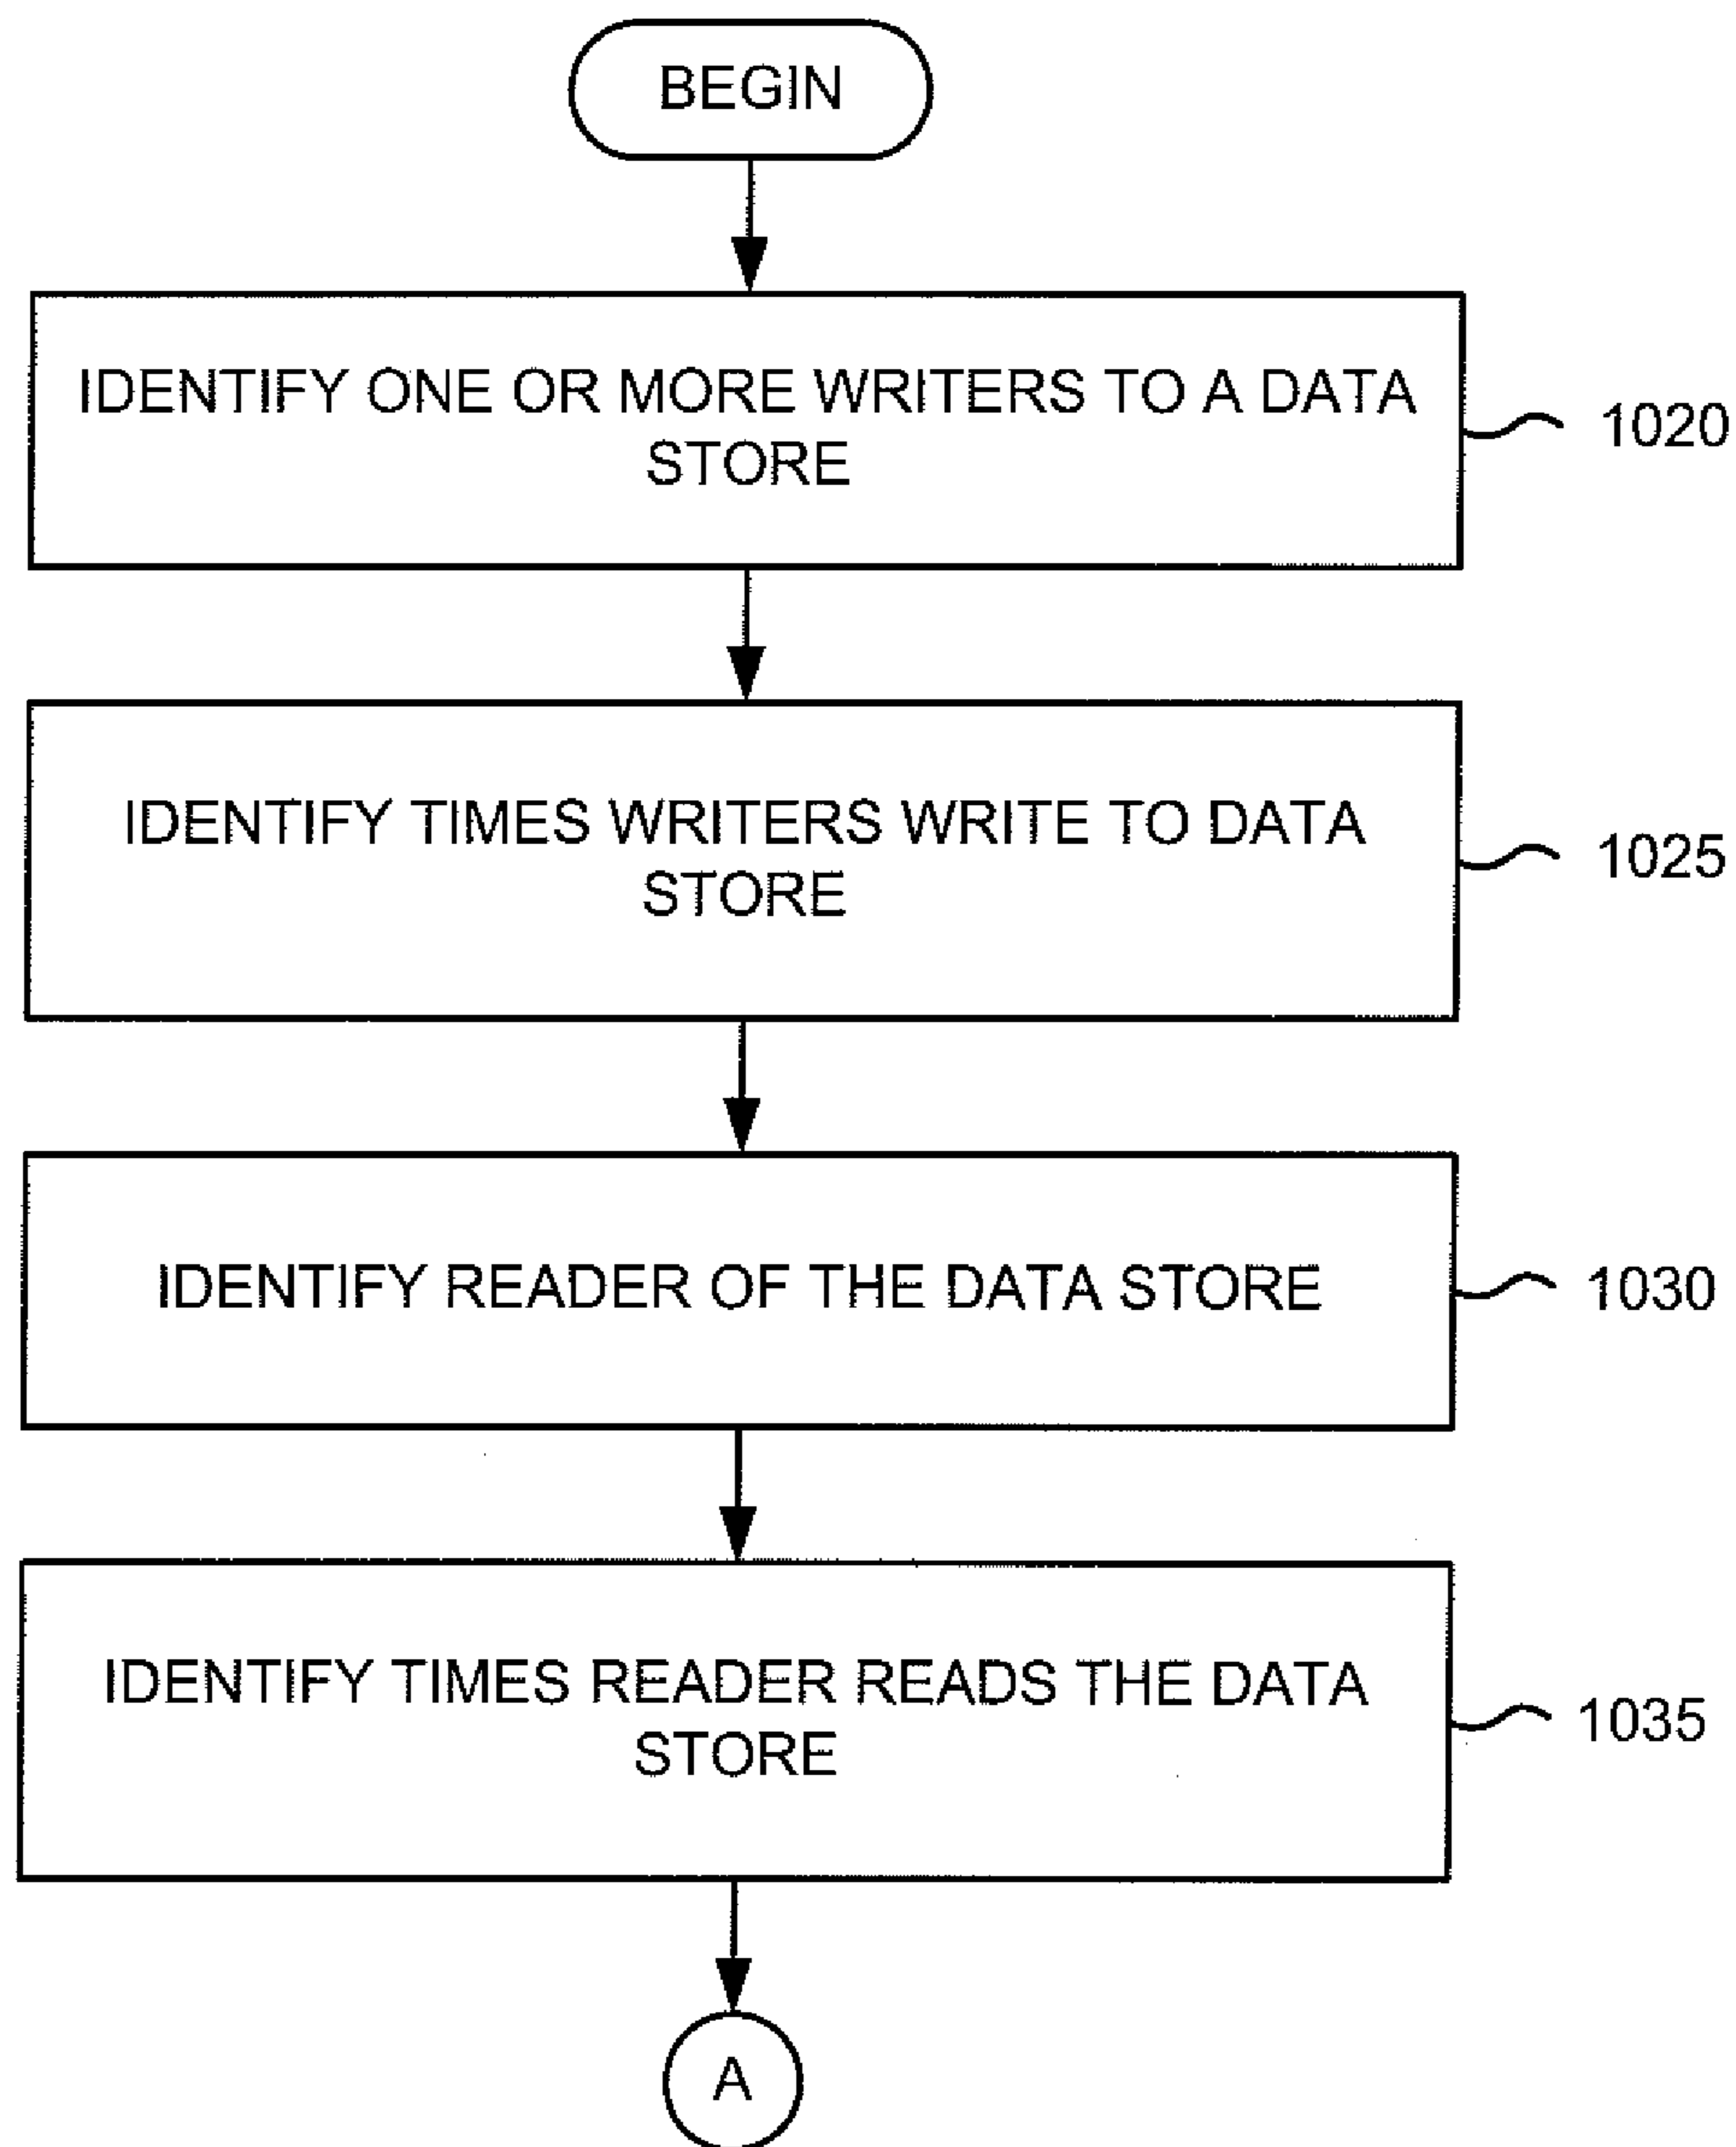 BEGIN
IDENTIFY ONE OR MORE WRITERS TO A DATA
STORE
1020
IDENTIFY TIMES WRITERS WRITE TO DATA
STORE
1025
IDENTIFY READER OF THE DATA STORE
1030
IDENTIFY TIMES READER READS THE DATA
STORE
1035
A